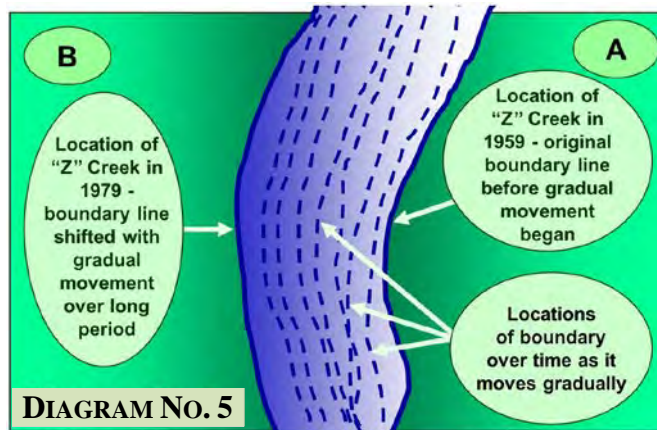 B
A
Location of
"Z" Creek in
1979 -
boundary line
shifted with
gradual
movement
over long
period
Location of
"Z" Creek in
1959 - original
boundary line
before gradual
movement
began
Locations
of boundary
over time as it
moves gradually
DIAGRAM NO. 5